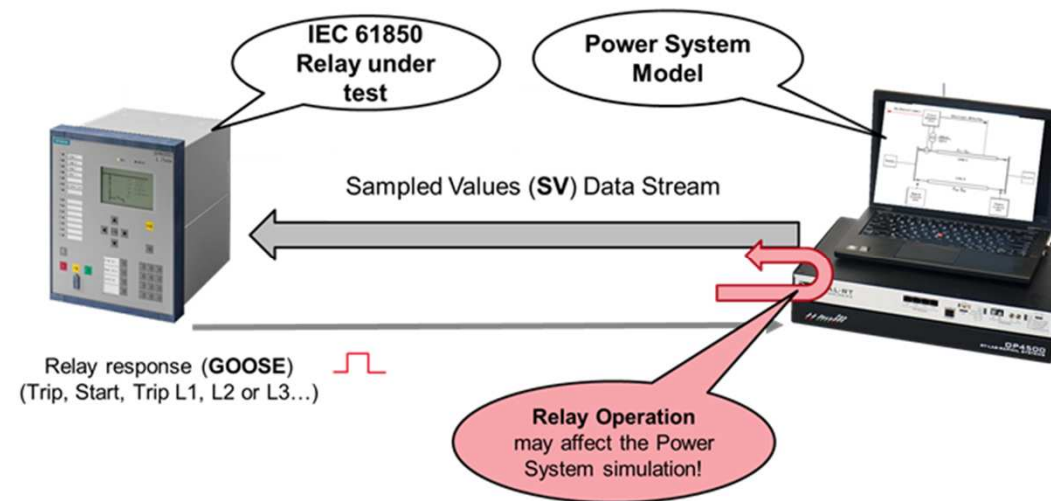 IEC 61850
Relay under
test
Power System
Model
Sampled Values (SV) Data Stream
OP4500
Relay response (GOOSE)
(Trip, Start, Trip L1, L2 or L3…)
Relay Operation
may affect the Power
System simulation!